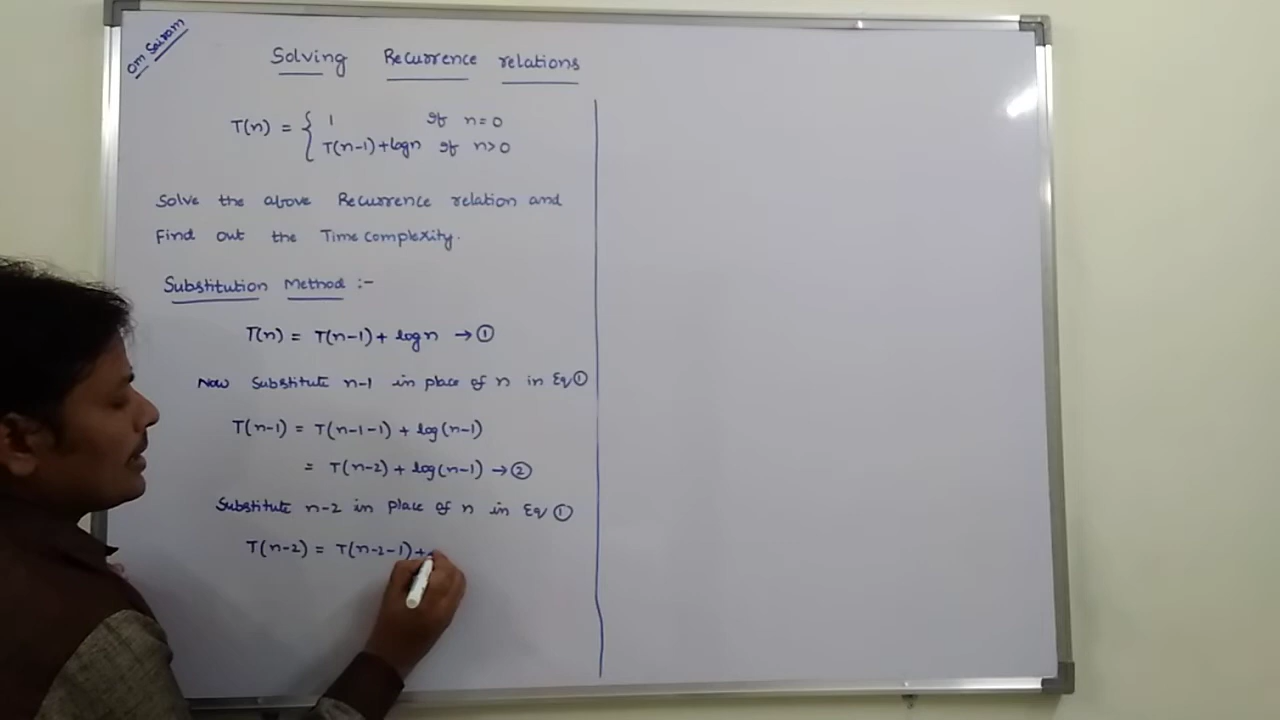 Om Sairam
Solving Recurrence relations
T(n) = { 1 if n=0
T(n-1)+logn if n>0
Solve the above Recurrence relation and
Find out the Time complexity.
Substitution Method :-
T(n) = T(n-1) + logn → ①
Now Substitute n-1 in place of n in Eq ①
T(n-1) = T(n-1-1) + log(n-1)
= T(n-2) + log(n-1) → ②
Substitute n-2 in place of n in Eq ①
T(n-2) = T(n-2-1) +